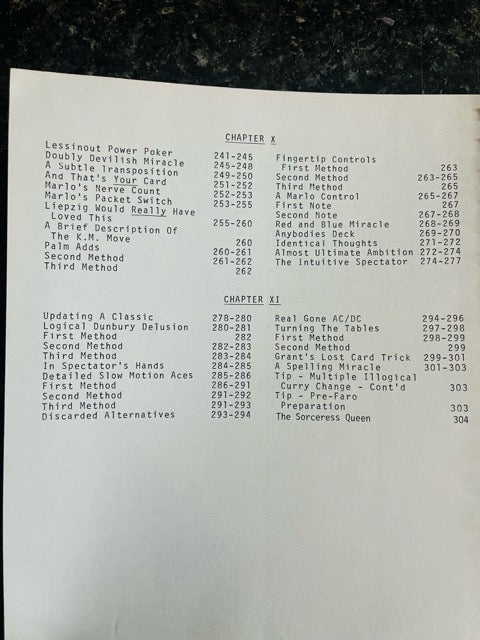 CHAPTER X
Lessinout Power Poker 241-245
Doubly Devilish Miracle 245-248
A Subtle Transposition 249-250
And That's Your Card 251-252
Marlo's Nerve Count 252-253
Marlo's Packet Switch 253-255
Liepzig Would Really Have
Loved This 255-260
A Brief Description Of
The K.M. Move 260
Palm Adds 260-261
Second Method 261-262
Third Method 262
Fingertip Controls
First Method 263
Second Method 263-265
Third Method 265
A Marlo Control 265-267
First Note 267
Second Note 267-268
Red and Blue Miracle 268-269
Anybodies Deck 269-270
Identical Thoughts 271-272
Almost Ultimate Ambition 272-274
The Intuitive Spectator 274-277
CHAPTER XI
Updating A Classic 278-280
Logical Dunbury Delusion 280-281
First Method 282
Second Method 282-283
Third Method 283-284
In Spectator's Hands 284-285
Detailed Slow Motion Aces 285-286
First Method 286-291
Second Method 291-292
Third Method 291-293
Discarded Alternatives 293-294
Real Gone AC/DC 294-296
Turning The Tables 297-298
First Method 298-299
Second Method 299
Grant's Lost Card Trick 299-301
A Spelling Miracle 301-303
Tip - Multiple Illogical
Curry Change - Cont'd 303
Tip - Pre-Faro
Preparation 303
The Sorceress Queen 304